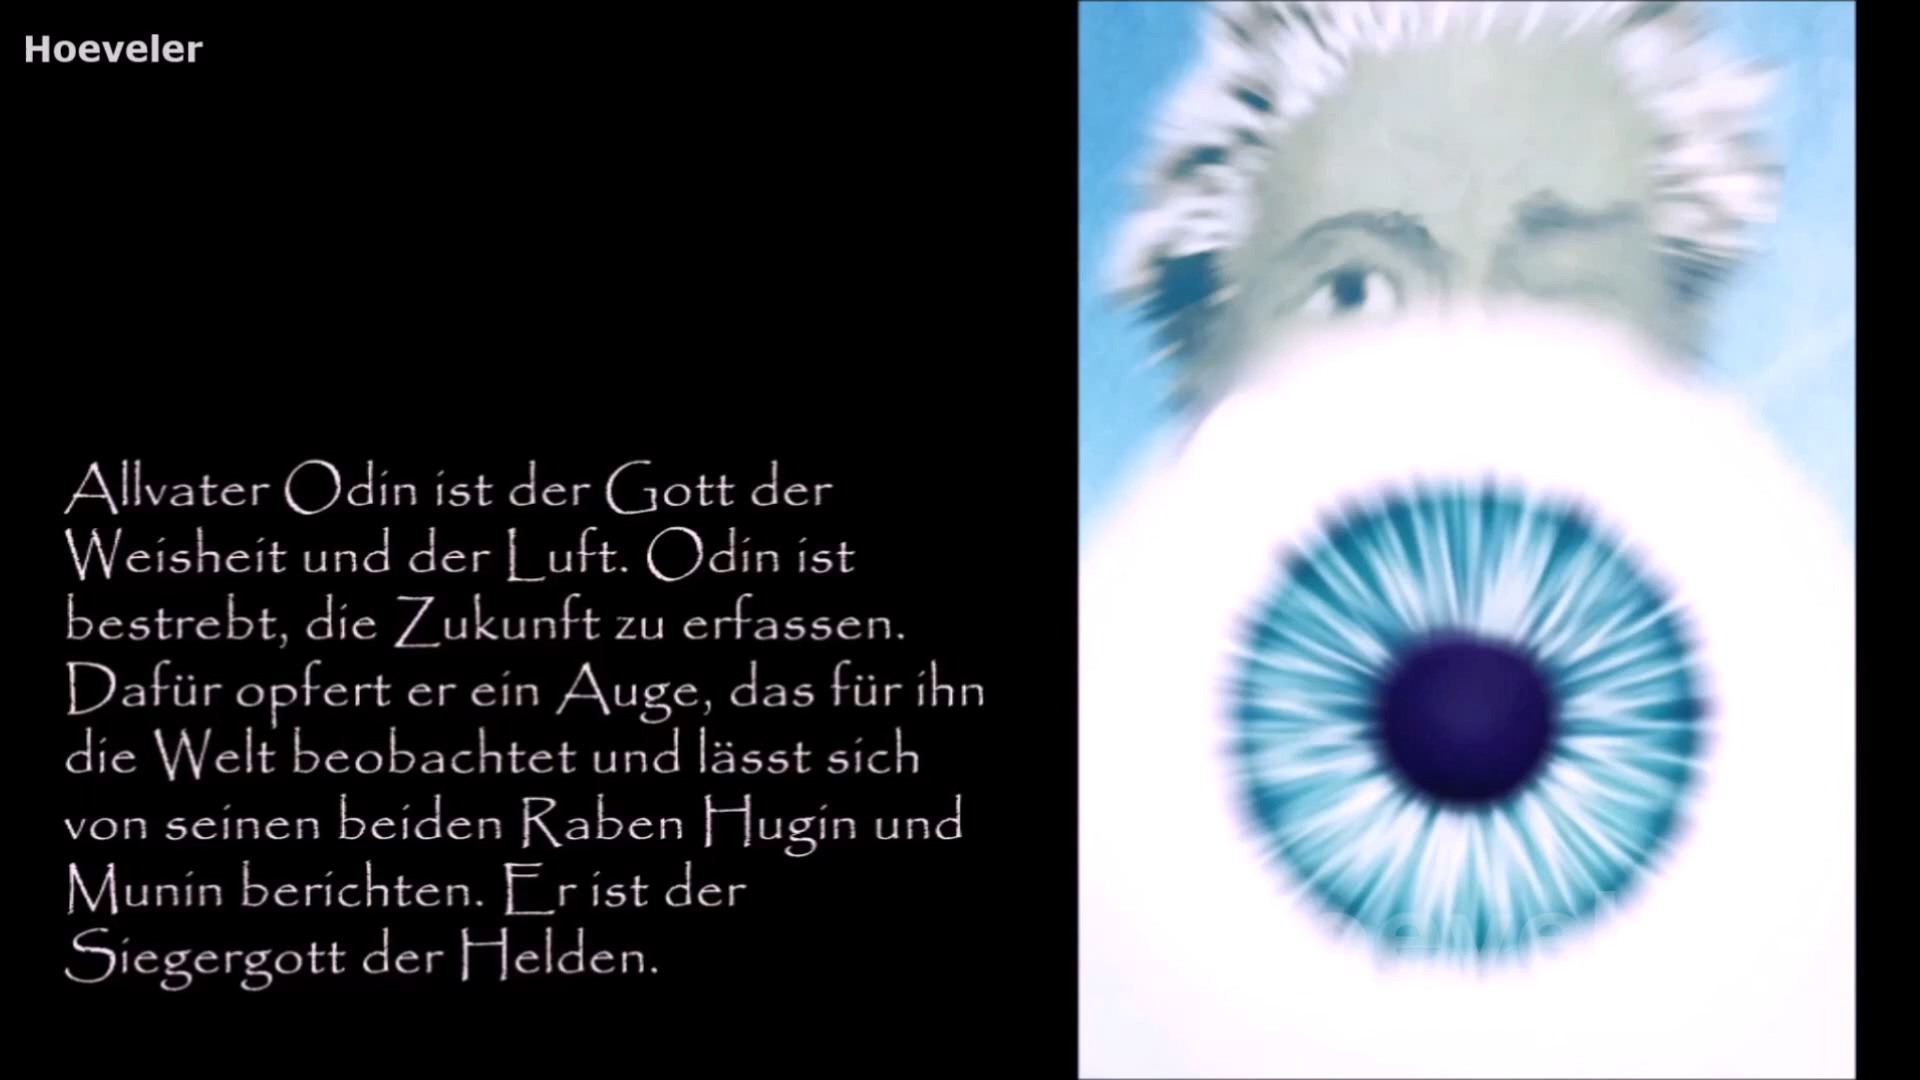 Hoeveler
Allvater Odin ist der Gott der
Weisheit und der Luft. Odin ist
bestrebt, die Zukunft zu erfassen.
Dafür opfert er ein Auge, das für ihn
die Welt beobachtet und lässt sich
von seinen beiden Raben Hugin und
Munin berichten. Er ist der
Siegergott der Helden.